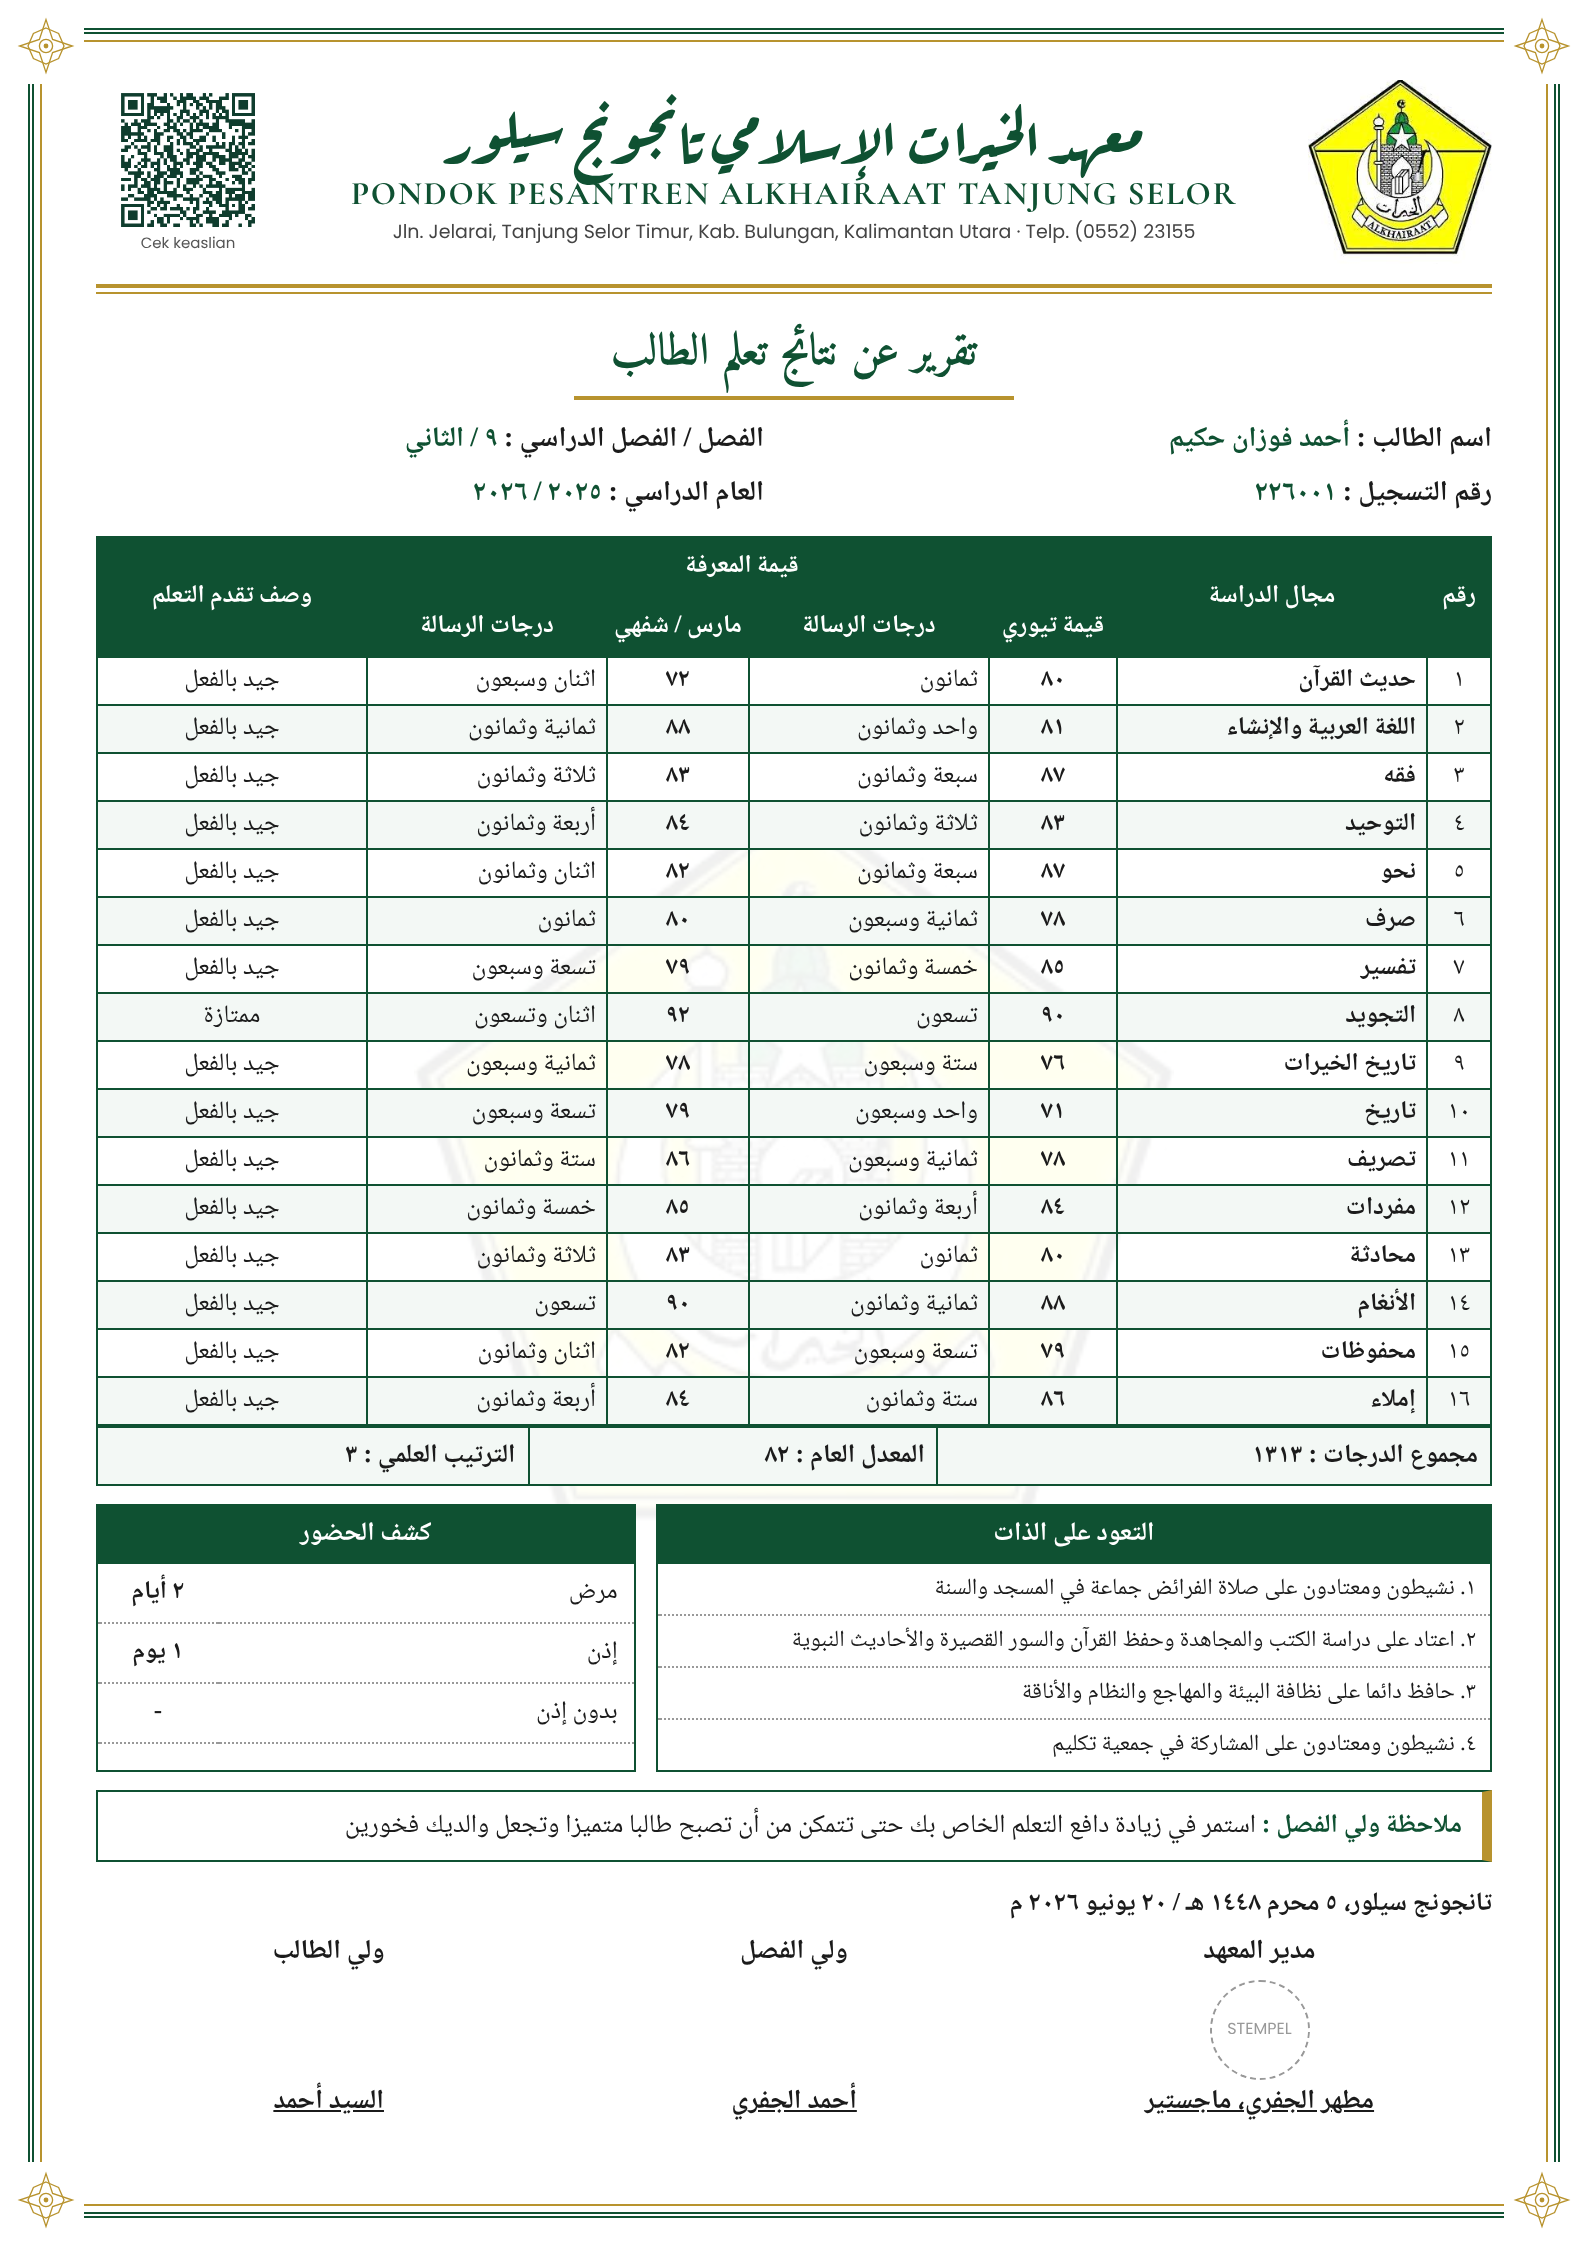 معهد الخيرات الإسلامي تانجونج سيلور
PONDOK PESANTREN ALKHAIRAAT TANJUNG SELOR
Jln. Jelarai, Tanjung Selor Timur, Kab. Bulungan, Kalimantan Utara · Telp. (0552) 23155
Cek keaslian
الخيرات
ALKHAIRAAT
تقرير عن نتائج تعلم الطالب
اسم الطالب : أحمد فوزان حكيم الفصل / الفصل الدراسي : ٩ / الثاني
رقم التسجيل : ٢٢٦٠٠١ العام الدراسي : ٢٠٢٥ / ٢٠٢٦
رقم مجال الدراسة قيمة المعرفة وصف تقدم التعلم
قيمة تيوري درجات الرسالة مارس / شفهي درجات الرسالة
١ حديث القرآن ٨٠ ثمانون ٧٢ اثنان وسبعون جيد بالفعل
٢ اللغة العربية والإنشاء ٨١ واحد وثمانون ٨٨ ثمانية وثمانون جيد بالفعل
٣ فقه ٨٧ سبعة وثمانون ٨٣ ثلاثة وثمانون جيد بالفعل
٤ التوحيد ٨٣ ثلاثة وثمانون ٨٤ أربعة وثمانون جيد بالفعل
٥ نحو ٨٧ سبعة وثمانون ٨٢ اثنان وثمانون جيد بالفعل
٦ صرف ٧٨ ثمانية وسبعون ٨٠ ثمانون جيد بالفعل
٧ تفسير ٨٥ خمسة وثمانون ٧٩ تسعة وسبعون جيد بالفعل
٨ التجويد ٩٠ تسعون ٩٢ اثنان وتسعون ممتازة
٩ تاريخ الخيرات ٧٦ ستة وسبعون ٧٨ ثمانية وسبعون جيد بالفعل
١٠ تاريخ ٧١ واحد وسبعون ٧٩ تسعة وسبعون جيد بالفعل
١١ تصريف ٧٨ ثمانية وسبعون ٨٦ ستة وثمانون جيد بالفعل
١٢ مفردات ٨٤ أربعة وثمانون ٨٥ خمسة وثمانون جيد بالفعل
١٣ محادثة ٨٠ ثمانون ٨٣ ثلاثة وثمانون جيد بالفعل
١٤ الأنغام ٨٨ ثمانية وثمانون ٩٠ تسعون جيد بالفعل
١٥ محفوظات ٧٩ تسعة وسبعون ٨٢ اثنان وثمانون جيد بالفعل
١٦ إملاء ٨٦ ستة وثمانون ٨٤ أربعة وثمانون جيد بالفعل
مجموع الدرجات : ١٣١٣ المعدل العام : ٨٢ الترتيب العلمي : ٣
التعود على الذات
١. نشيطون ومعتادون على صلاة الفرائض جماعة في المسجد والسنة
٢. اعتاد على دراسة الكتب والمجاهدة وحفظ القرآن والسور القصيرة والأحاديث النبوية
٣. حافظ دائما على نظافة البيئة والمهاجع والنظام والأناقة
٤. نشيطون ومعتادون على المشاركة في جمعية تكليم
كشف الحضور
مرض ٢ أيام
إذن ١ يوم
بدون إذن -
ملاحظة ولي الفصل : استمر في زيادة دافع التعلم الخاص بك حتى تتمكن من أن تصبح طالبا متميزا وتجعل والديك فخورين
تانجونج سيلور، ٥ محرم ١٤٤٨ هـ / ٢٠ يونيو ٢٠٢٦ م
مدير المعهد ولي الفصل ولي الطالب
STEMPEL
مطهر الجفري، ماجستير أحمد الجفري السيد أحمد